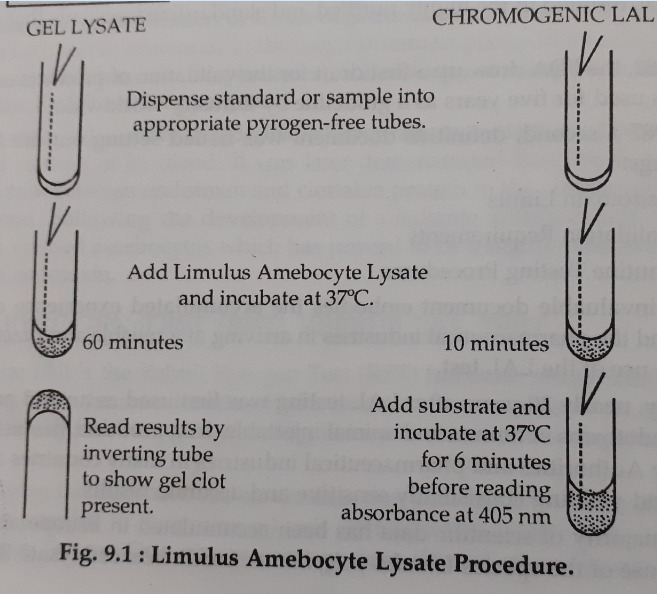 GEL LYSATE
CHROMOGENIC LAL
Dispense standard or sample into
appropriate pyrogen-free tubes.
Add Limulus Amebocyte Lysate
and incubate at 37ºC.
60 minutes
10 minutes
Read results by
inverting tube
to show gel clot
present.
Add substrate and
incubate at 37ºC
for 6 minutes
before reading
absorbance at 405 nm
Fig. 9.1 : Limulus Amebocyte Lysate Procedure.